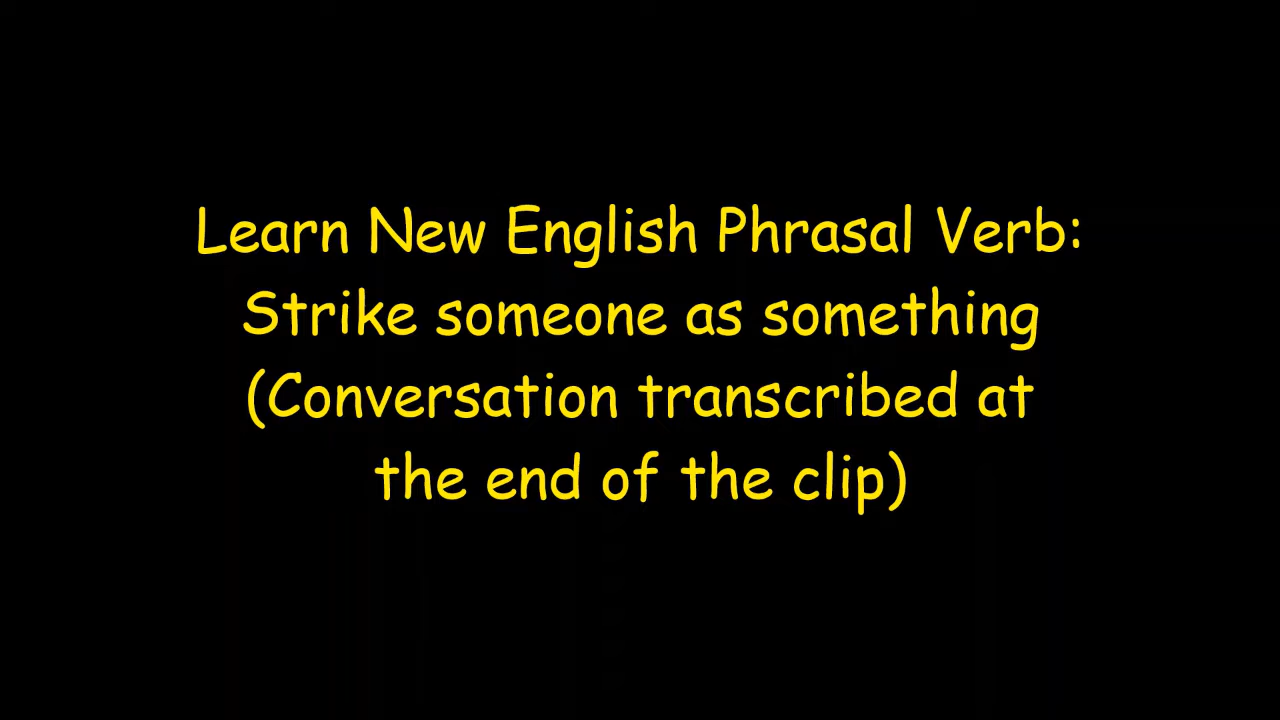 Learn New English Phrasal Verb:
Strike someone as something
(Conversation transcribed at
the end of the clip)